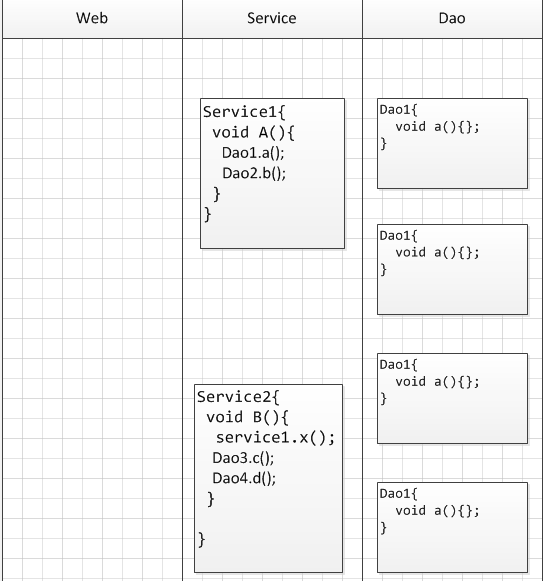 Web
Service
Dao
Service1{
void A(){
Dao1.a();
Dao2.b();
}
}
Service2{
void B(){
service1.x();
Dao3.c();
Dao4.d();
}
}
Dao1{
void a(){};
}
Dao1{
void a(){};
}
Dao1{
void a(){};
}
Dao1{
void a(){};
}